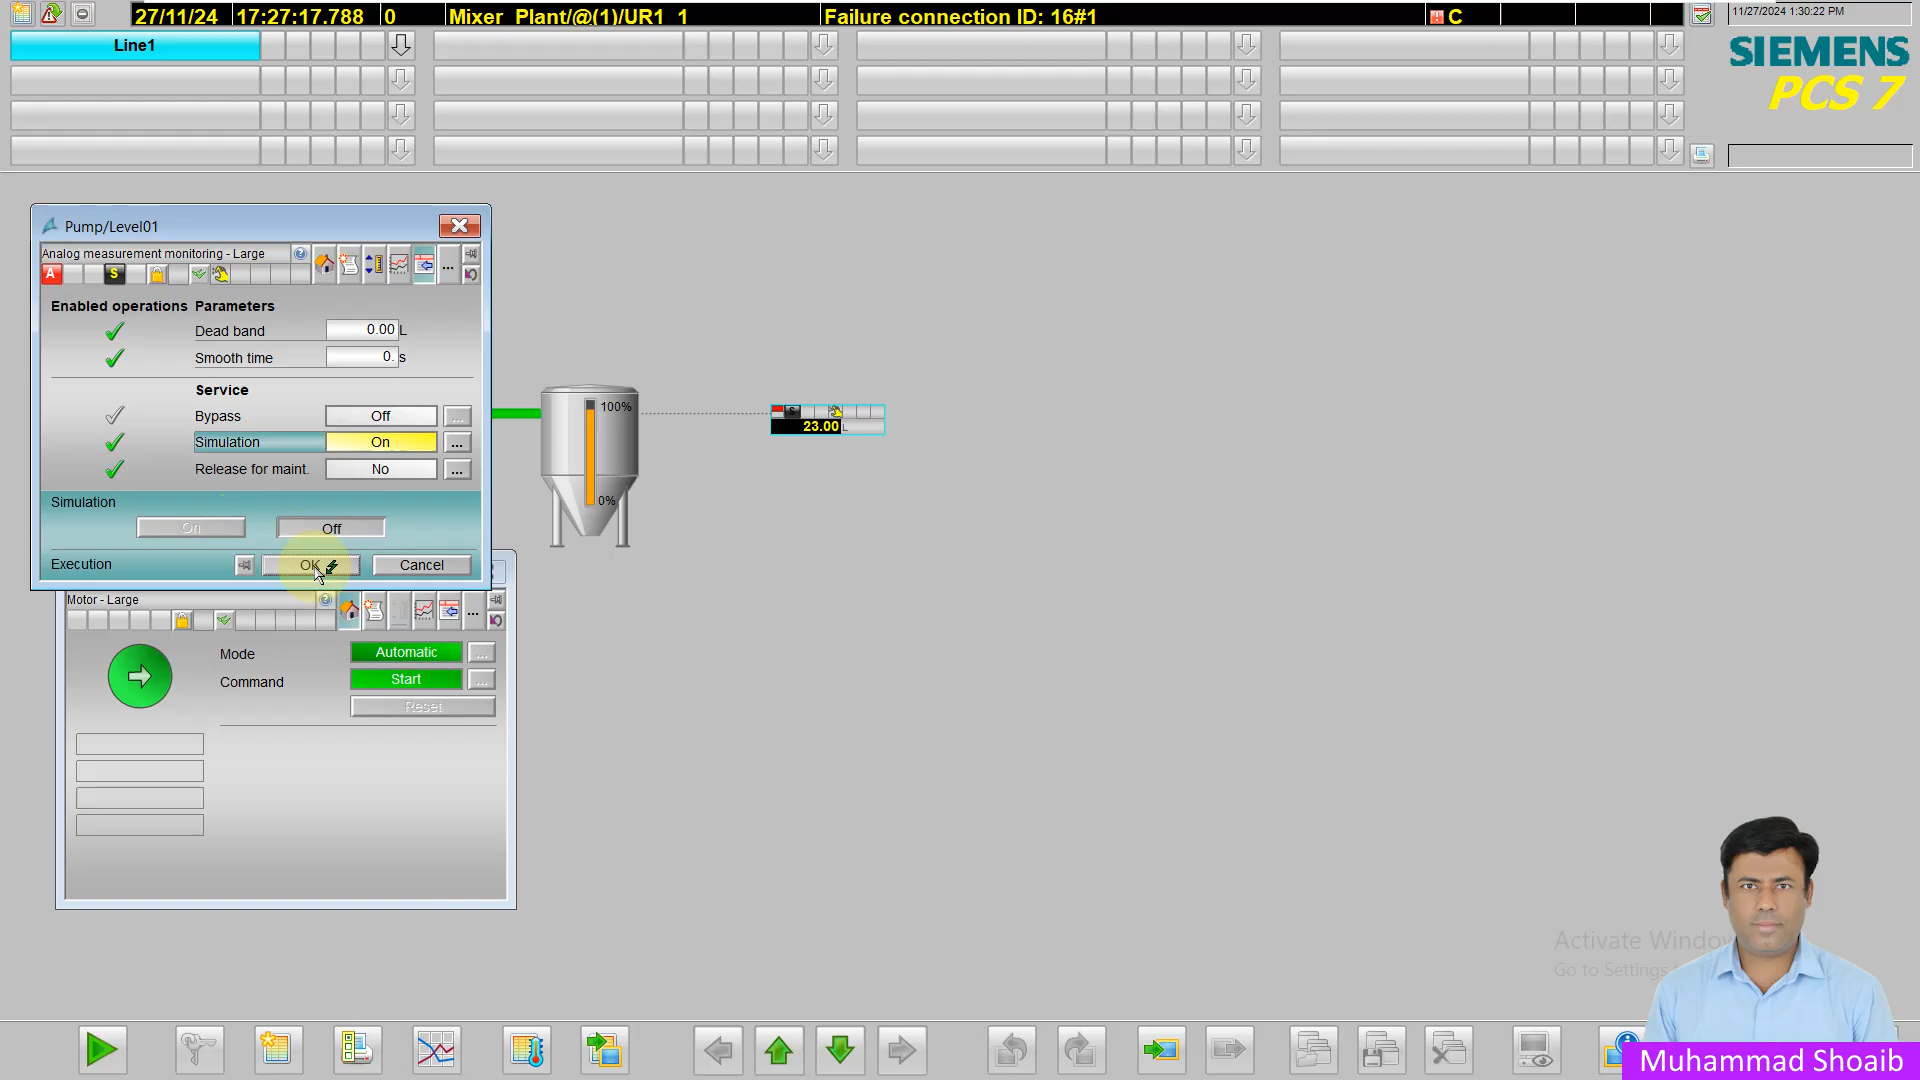 27/11/24 17:27:17.788 0 Mixer_Plant/@(1)/UR1_1 Failure connection ID: 16#1 C
11/27/2024 1:30:22 PM
Line1
SIEMENS
PCS 7
Pump/Level01
Analog measurement monitoring - Large
A S
Enabled operations Parameters
Dead band 0.00 L
Smooth time 0. s
Service
Bypass Off ...
Simulation On ...
Release for maint. No ...
Simulation
On Off
Execution OK Cancel
100%
0%
S
23.00 L
Motor - Large
Mode Automatic ...
Command Start ...
Reset
Activate Window
Go to Settings
Muhammad Shoaib